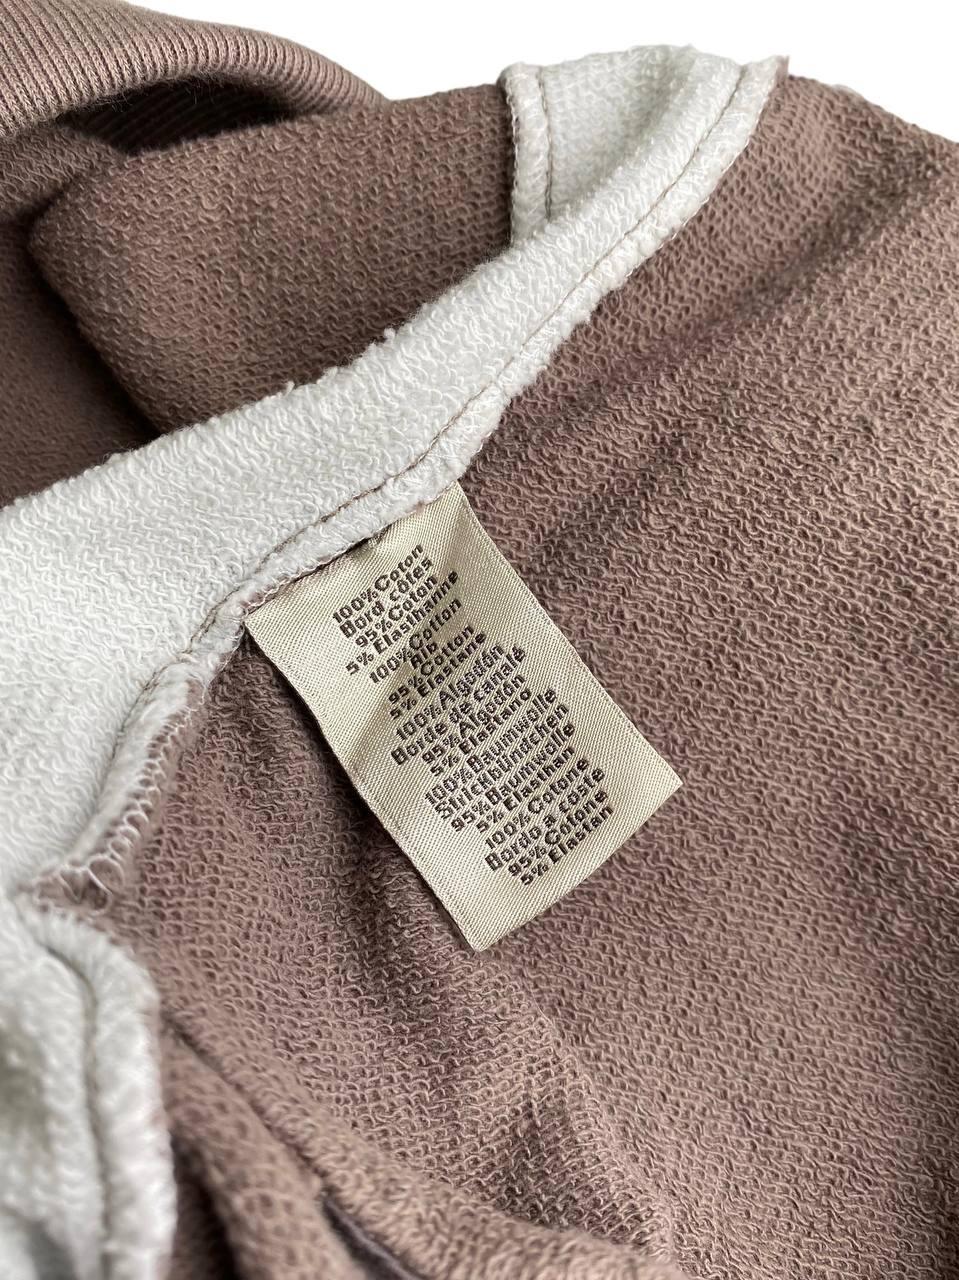 100% Coton
Bord côtes
95% Coton
5% Elasthanne
100% Cotton
Rib
95% Cotton
5% Elastane
100% Algodón
Borde de canalé
95% Algodón
5% Elastano
100% Baumwolle
Strickbündchen
95% Baumwolle
5% Elasthan
100% Cotone
Bordo a coste
95% Cotone
5% Elastan